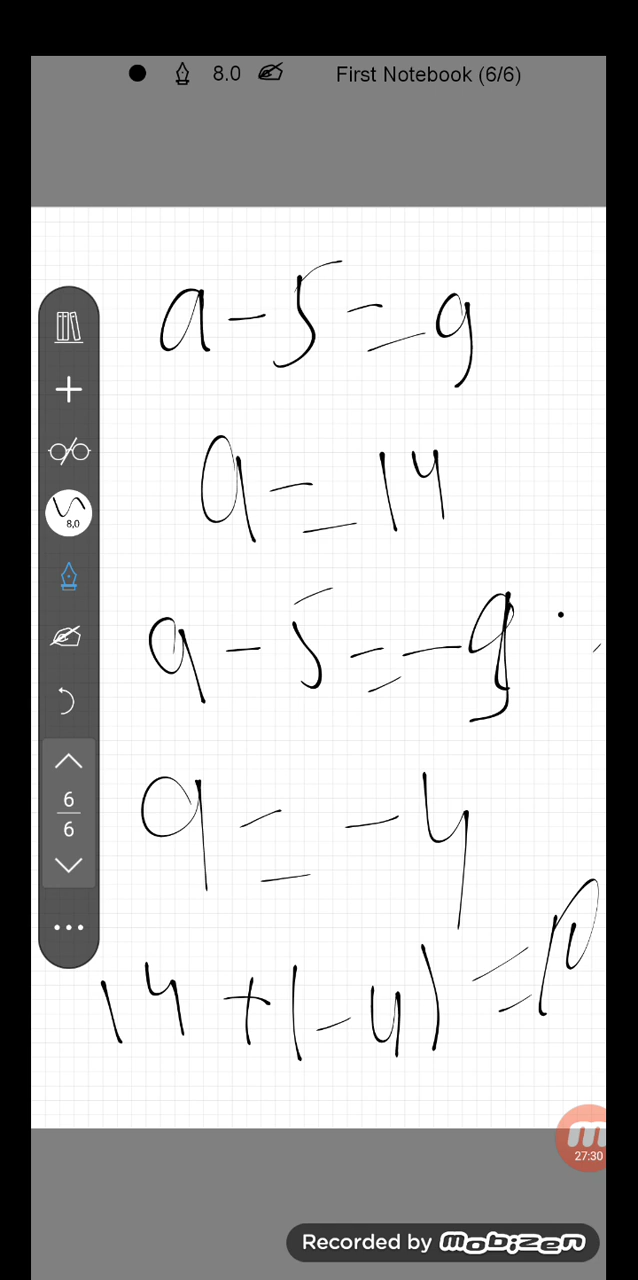 8.0 First Notebook (6/6)
a - 5 = 9
a = 14
8,0
a - 5 = -9
6
6
a = -4
14 + (-4) = 10
27:30
Recorded by mobizen